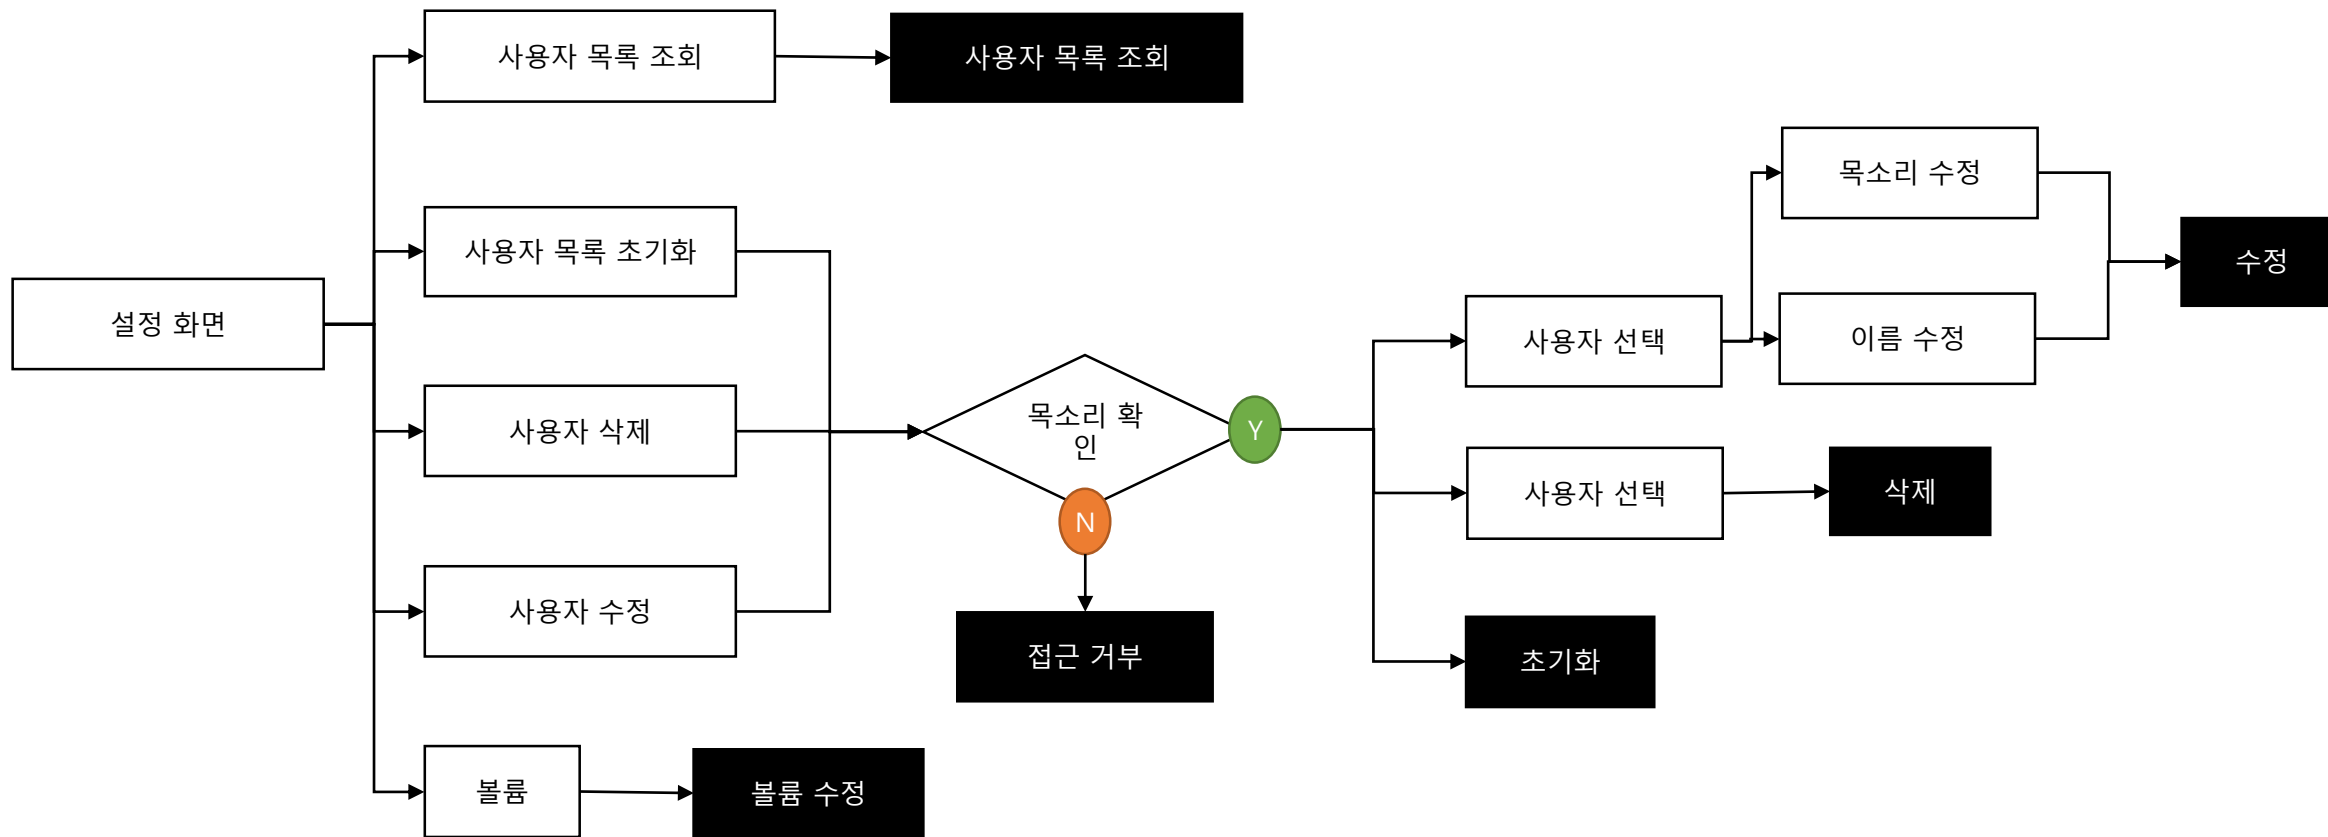 사용자 목록 조회
사용자 목록 조회
목소리 수정
사용자 목록 초기화
수정
설정 화면
사용자 선택
이름 수정
사용자 삭제
목소리 확
인
Y
사용자 선택
삭제
N
사용자 수정
접근 거부
초기화
볼륨
볼륨 수정